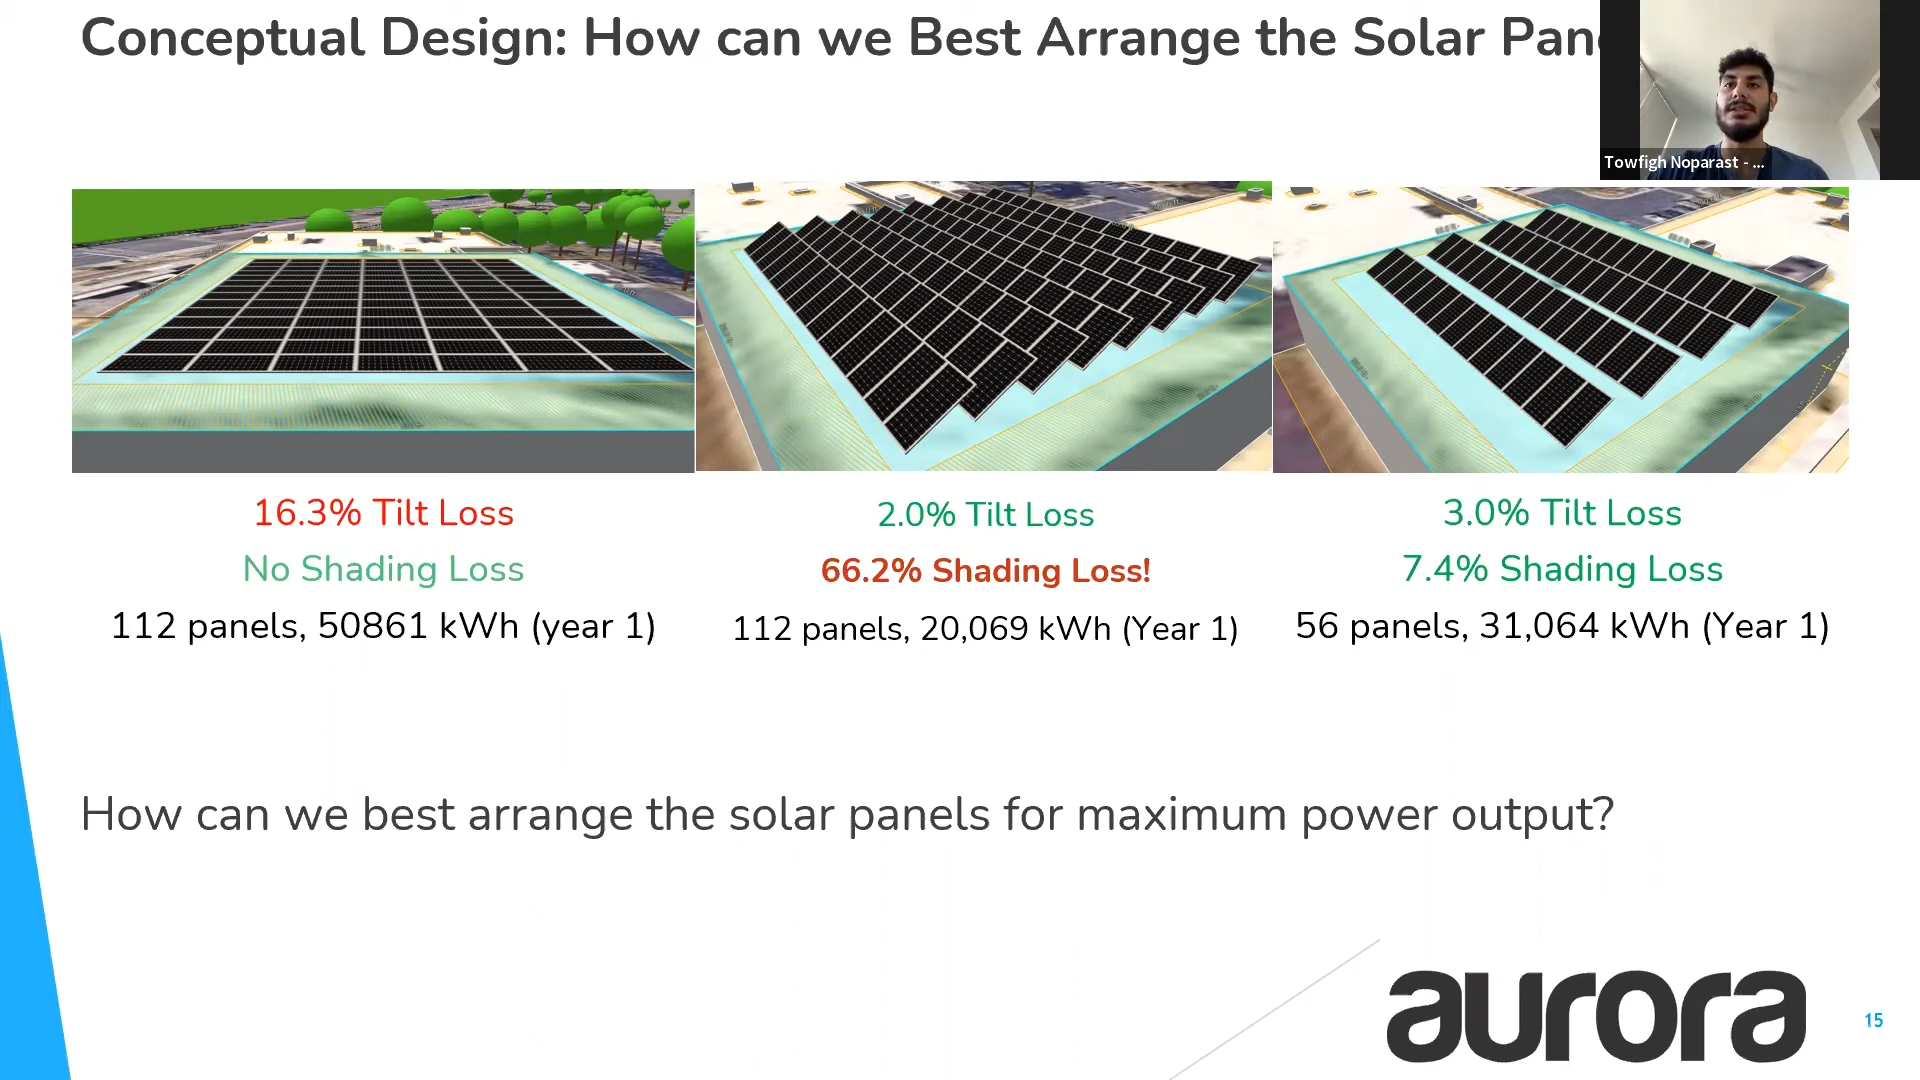 Conceptual Design: How can we Best Arrange the Solar
Towfigh Noparast - ...
16.3% Tilt Loss
No Shading Loss
112 panels, 50861 kWh (year 1)
2.0% Tilt Loss
66.2% Shading Loss!
112 panels, 20,069 kWh (Year 1)
3.0% Tilt Loss
7.4% Shading Loss
56 panels, 31,064 kWh (Year 1)
How can we best arrange the solar panels for maximum power output?
aurora
15